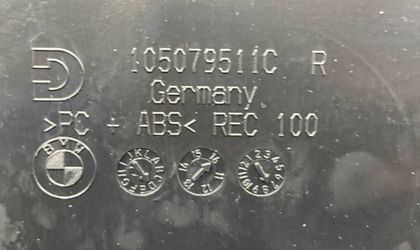 105079511C R
Germany
>PC + ABS< REC 100
BMW